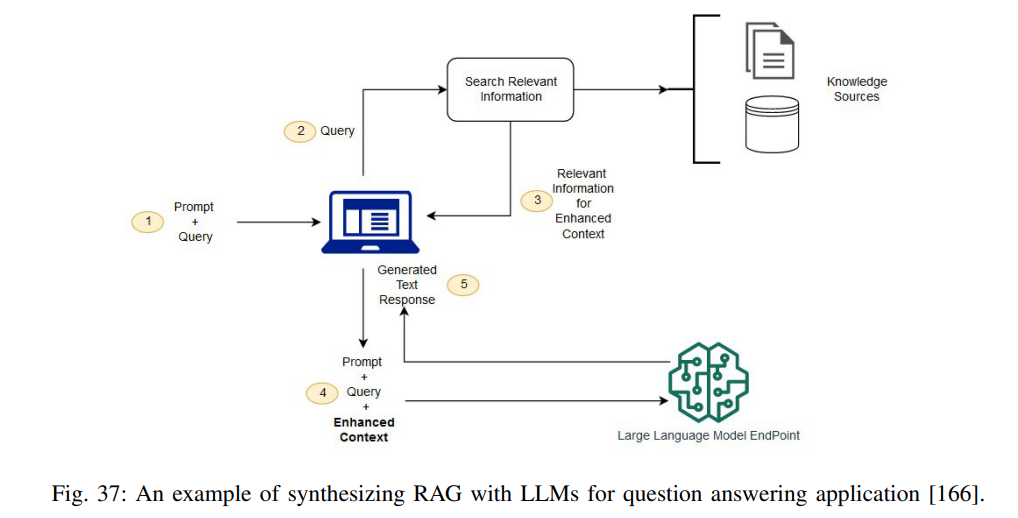 Search Relevant
Information
Knowledge
Sources
2 Query
Relevant
Information
for
3
Enhanced
Context
1
Prompt
+
Query
Generated
Text
Response
5
Prompt
+
4 Query
+
Enhanced
Context
Large Language Model EndPoint
Fig. 37: An example of synthesizing RAG with LLMs for question answering application [166].